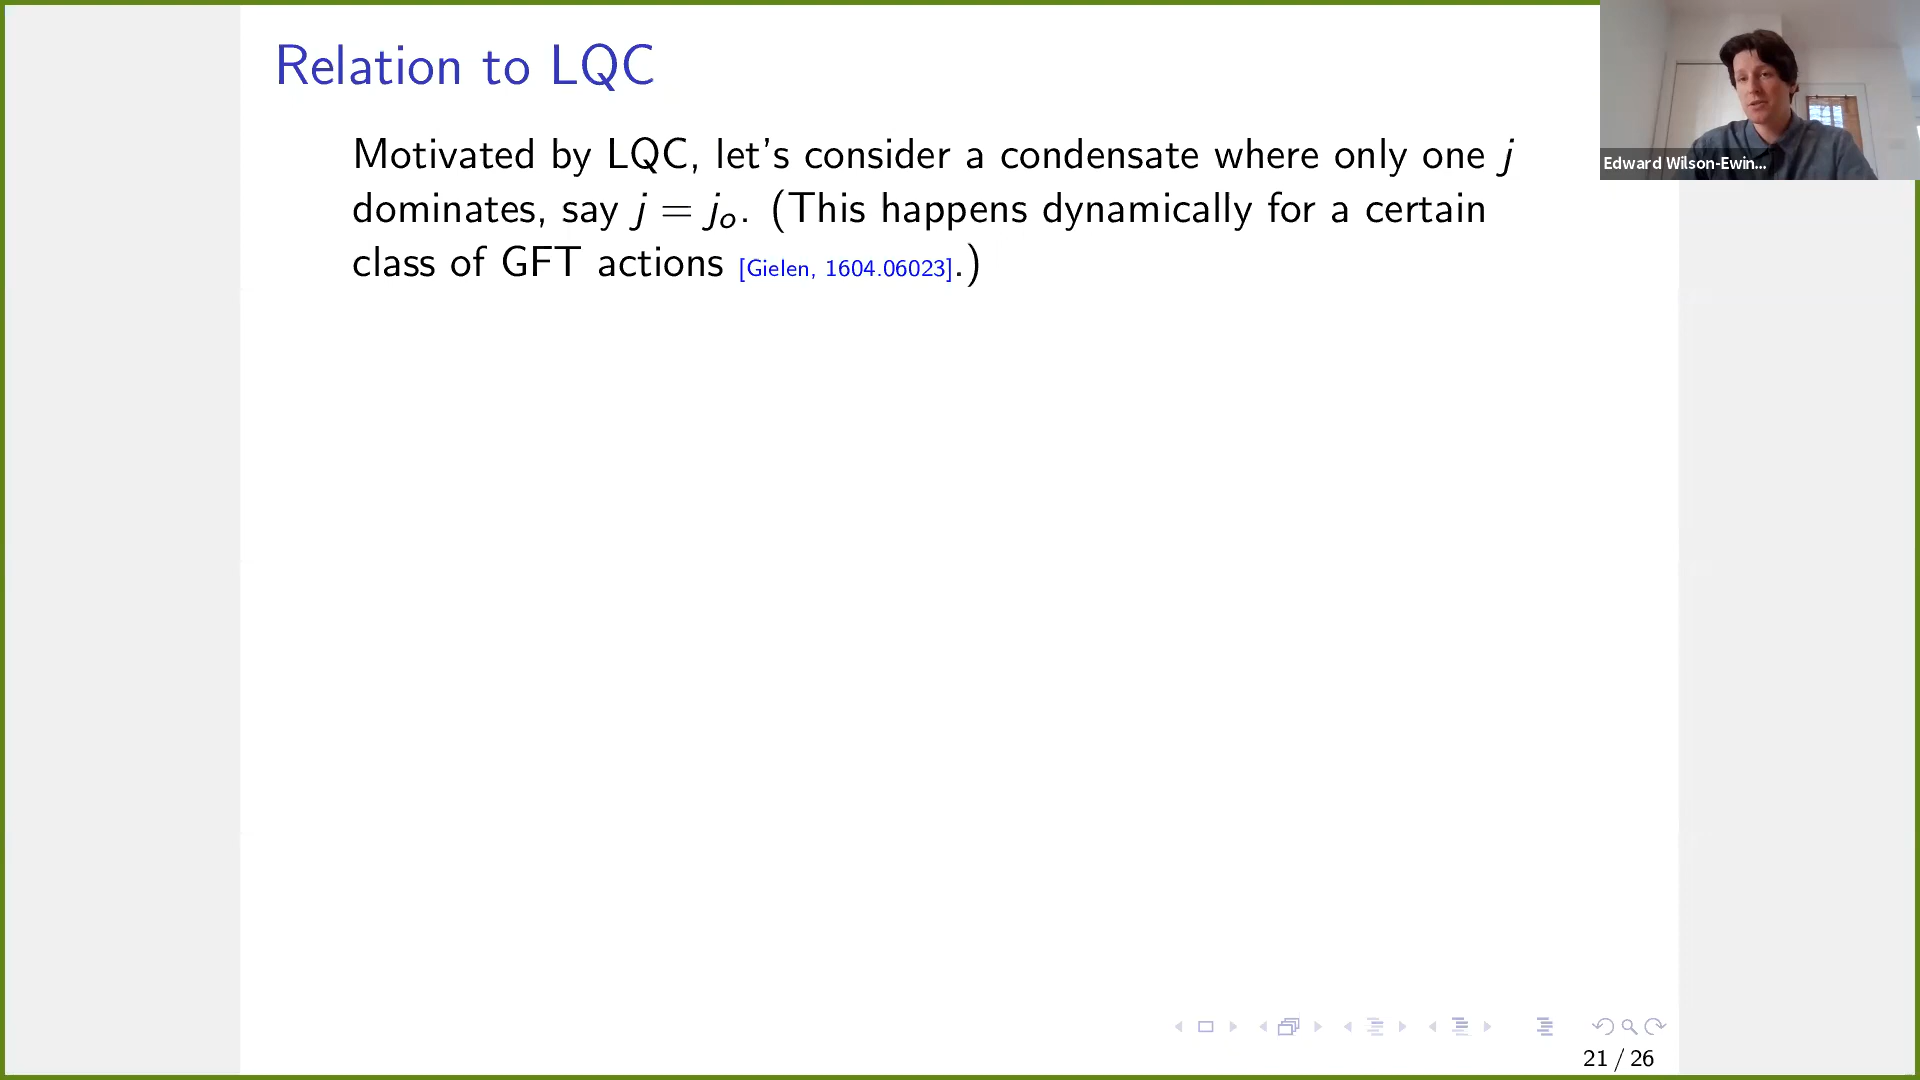 Relation to LQC
Motivated by LQC, let's consider a condensate where only one j
dominates, say j = jₒ. (This happens dynamically for a certain
class of GFT actions [Gielen, 1604.06023].)
Edward Wilson-Ewin...
21 / 26